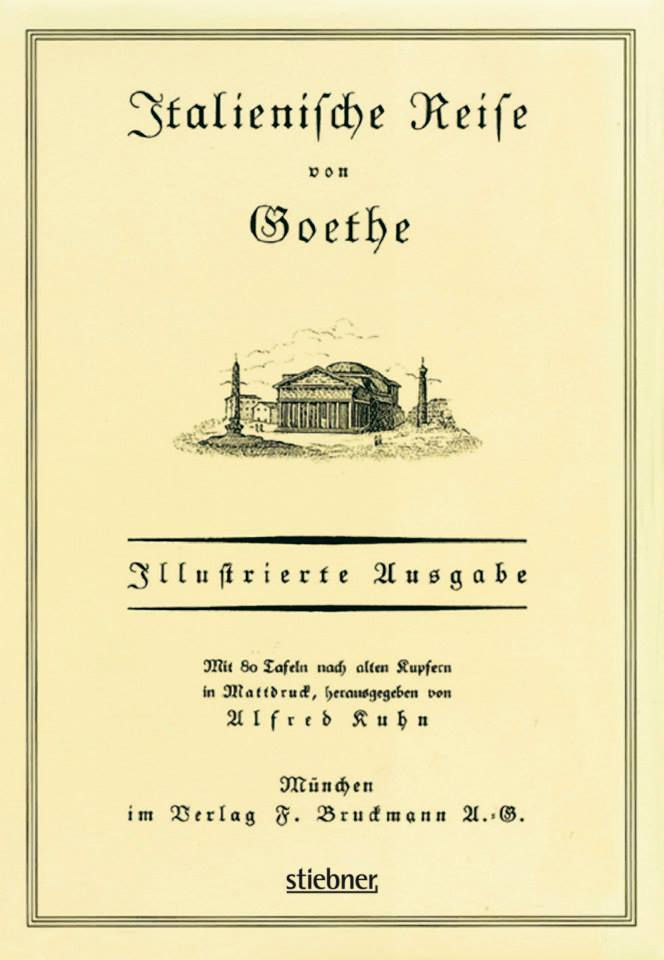 Italienische Reise
von
Goethe
Illustrierte Ausgabe
Mit 80 Tafeln nach alten Kupfern
in Mattdruck, herausgegeben von
Alfred Kuhn
München
im Verlag F. Bruckmann A.-G.
stiebner